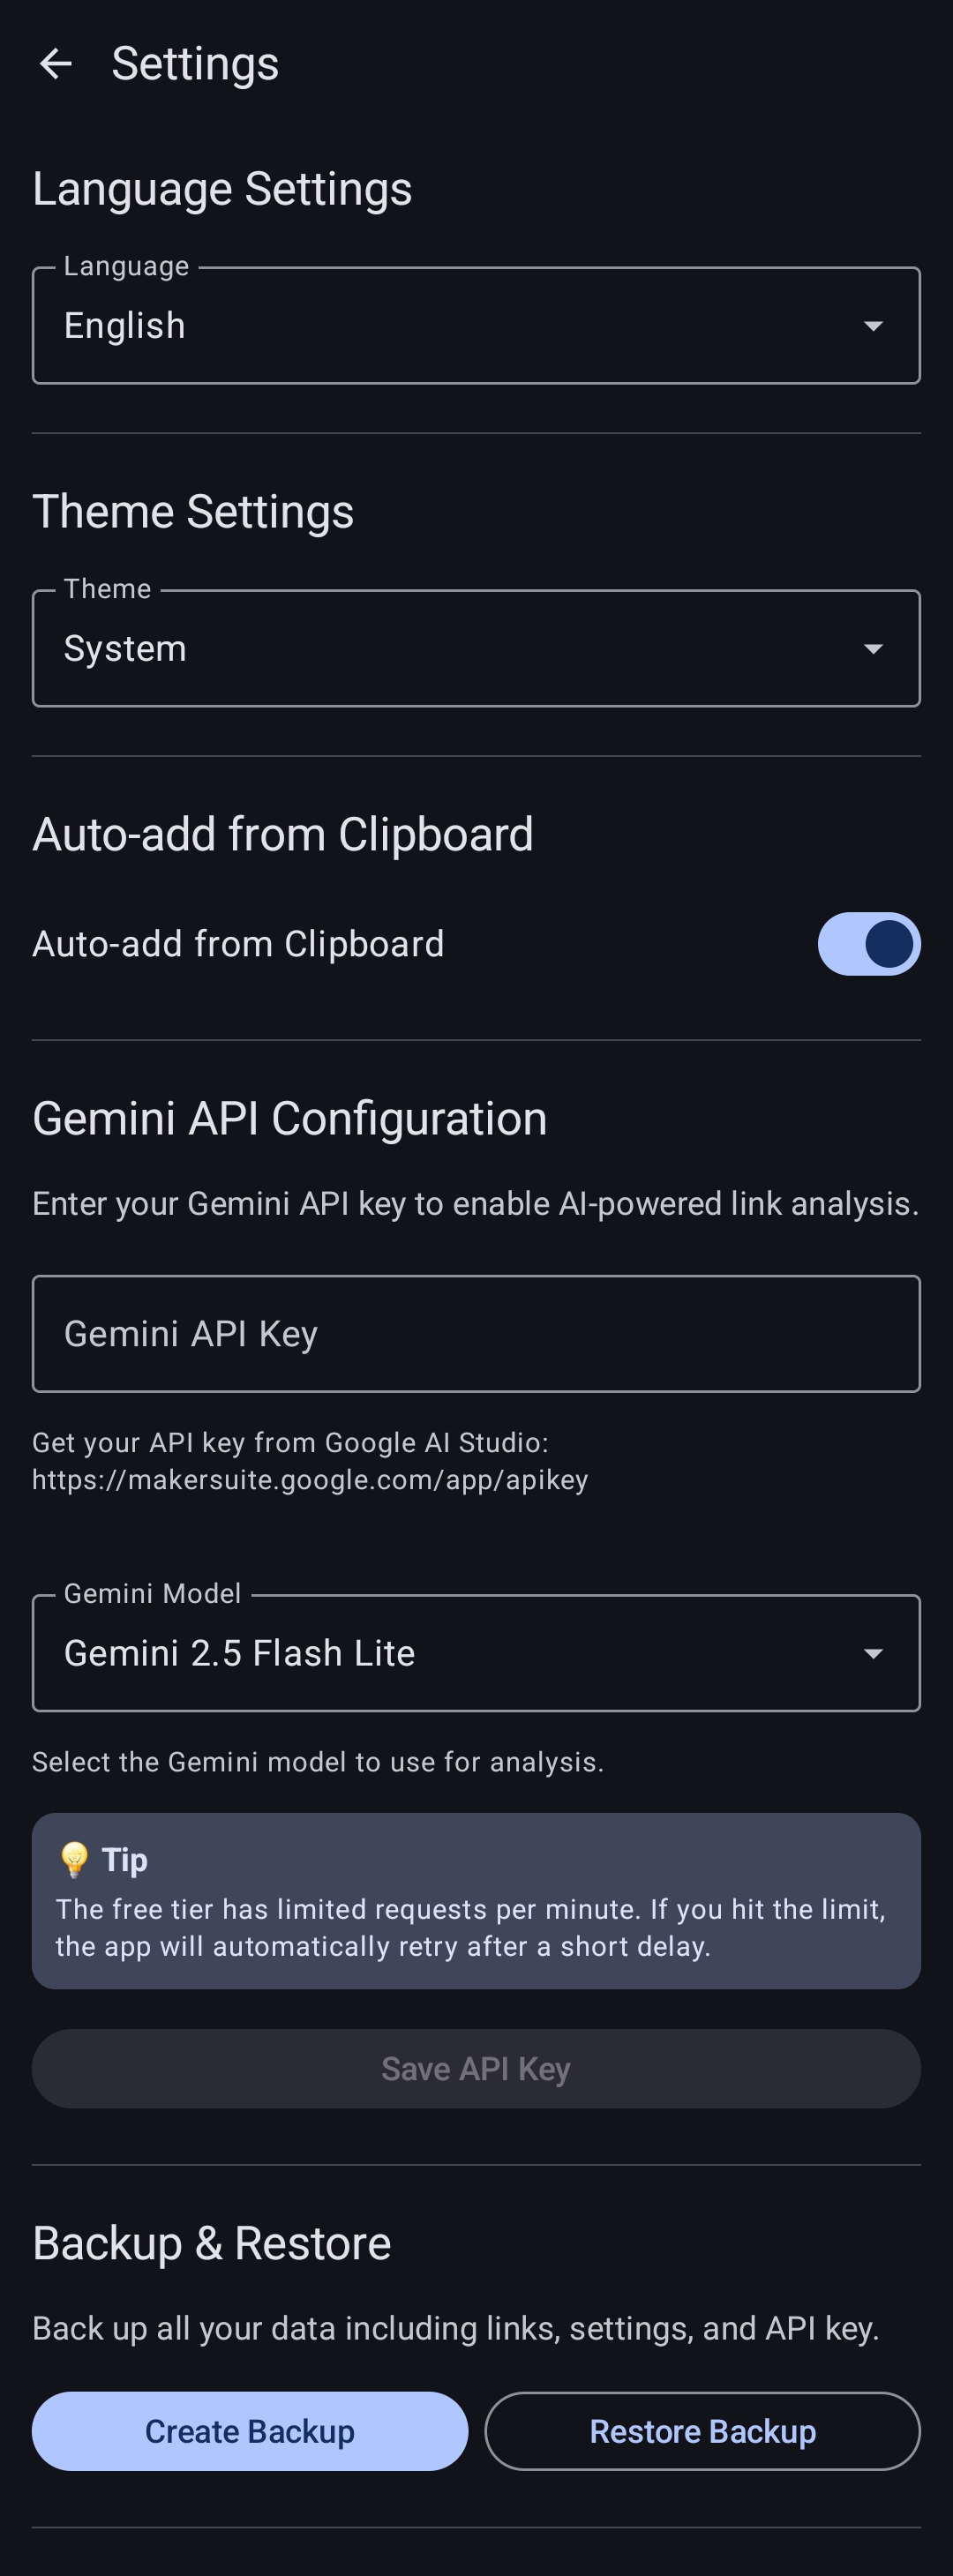 Settings
Language Settings
Language
English
Theme Settings
Theme
System
Auto-add from Clipboard
Auto-add from Clipboard
Gemini API Configuration
Enter your Gemini API key to enable AI-powered link analysis.
Gemini API Key
Get your API key from Google AI Studio:
https://makersuite.google.com/app/apikey
Gemini Model
Gemini 2.5 Flash Lite
Select the Gemini model to use for analysis.
💡 Tip
The free tier has limited requests per minute. If you hit the limit,
the app will automatically retry after a short delay.
Save API Key
Backup & Restore
Back up all your data including links, settings, and API key.
Create Backup
Restore Backup